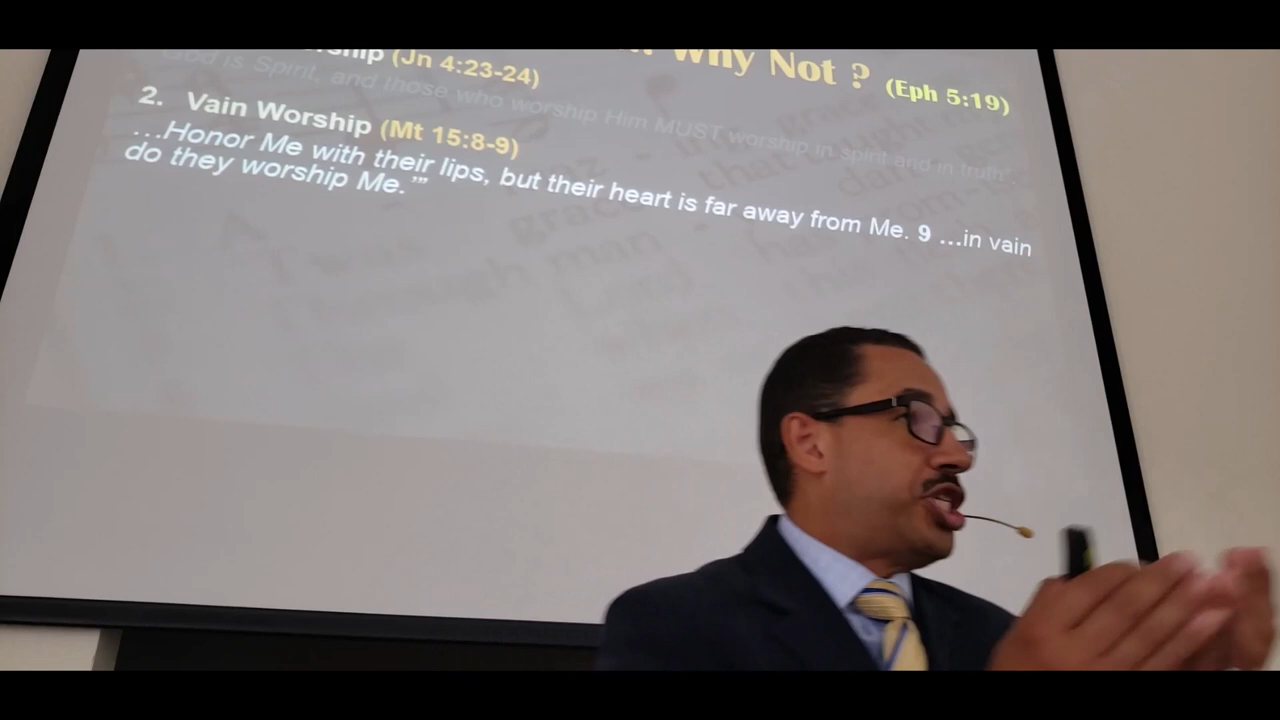 Why Not ? (Eph 5:19)
(Jn 4:23-24)
God is Spirit, and those who worship Him MUST worship in spirit and in truth".
2. Vain Worship (Mt 15:8-9)
…Honor Me with their lips, but their heart is far away from Me. 9 …in vain
do they worship Me.’”